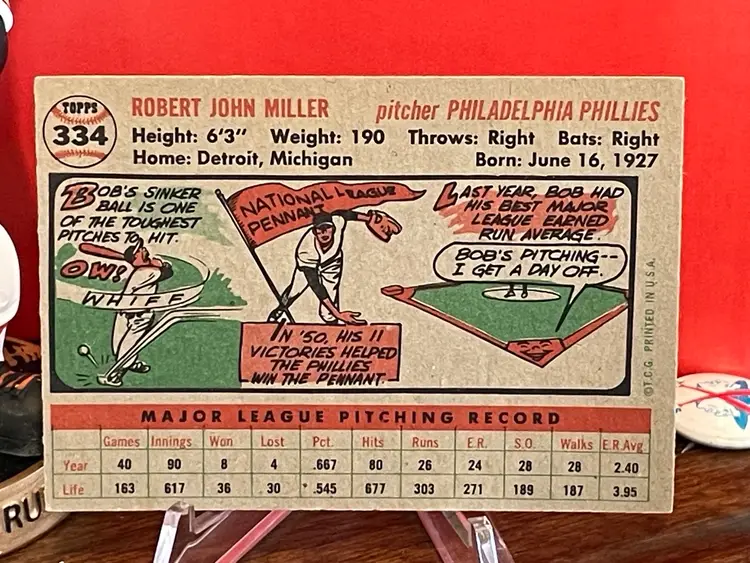 TOPPS
334
ROBERT JOHN MILLER pitcher PHILADELPHIA PHILLIES
Height: 6'3" Weight: 190 Throws: Right Bats: Right
Home: Detroit, Michigan Born: June 16, 1927
BOB'S SINKER
BALL IS ONE
OF THE TOUGHEST
PITCHES TO HIT.
OW!
WHIFF
NATIONAL LEAGUE
PENNANT
IN '50, HIS 11
VICTORIES HELPED
THE PHILLIES
WIN THE PENNANT.
LAST YEAR, BOB HAD
HIS BEST MAJOR
LEAGUE EARNED
RUN AVERAGE.
BOB'S PITCHING--
I GET A DAY OFF.
©T.C.G. PRINTED IN U.S.A.
MAJOR LEAGUE PITCHING RECORD
Games Innings Won Lost Pct. Hits Runs E.R. S.O. Walks E.R.Avg.
Year 40 90 8 4 .667 80 26 24 28 28 2.40
Life 163 617 36 30 .545 677 303 271 189 187 3.95
RU